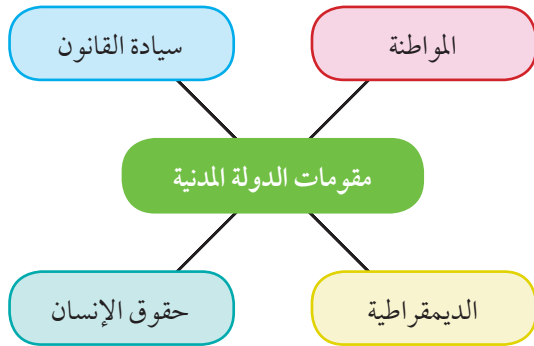 المواطنة
سيادة القانون
مقومات الدولة المدنية
الديمقراطية
حقوق الإنسان